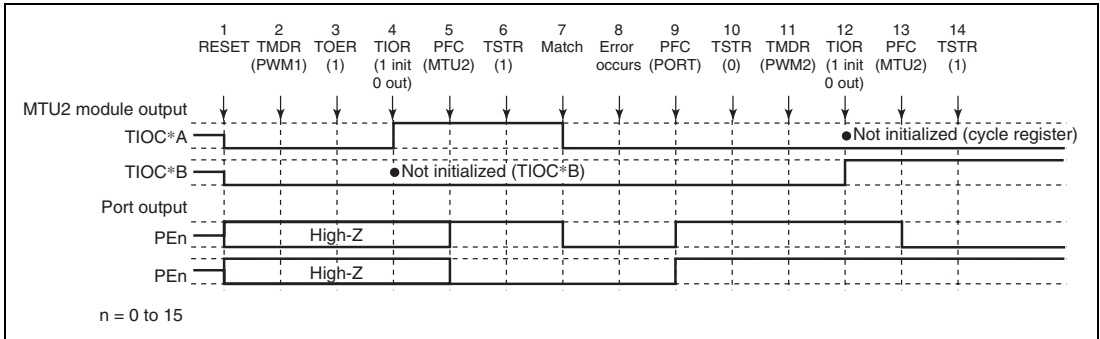 1 2 3 4 5 6 7 8 9 10 11 12 13 14
RESET TMDR TOER TIOR PFC TSTR Match Error PFC TSTR TMDR TIOR PFC TSTR
(PWM1) (1) (1 init (MTU2) (1) occurs (PORT) (0) (PWM2) (1 init (MTU2) (1)
0 out) 0 out)
MTU2 module output
TIOC*A
●Not initialized (cycle register)
TIOC*B
●Not initialized (TIOC*B)
Port output
PEn
High-Z
PEn
High-Z
n = 0 to 15